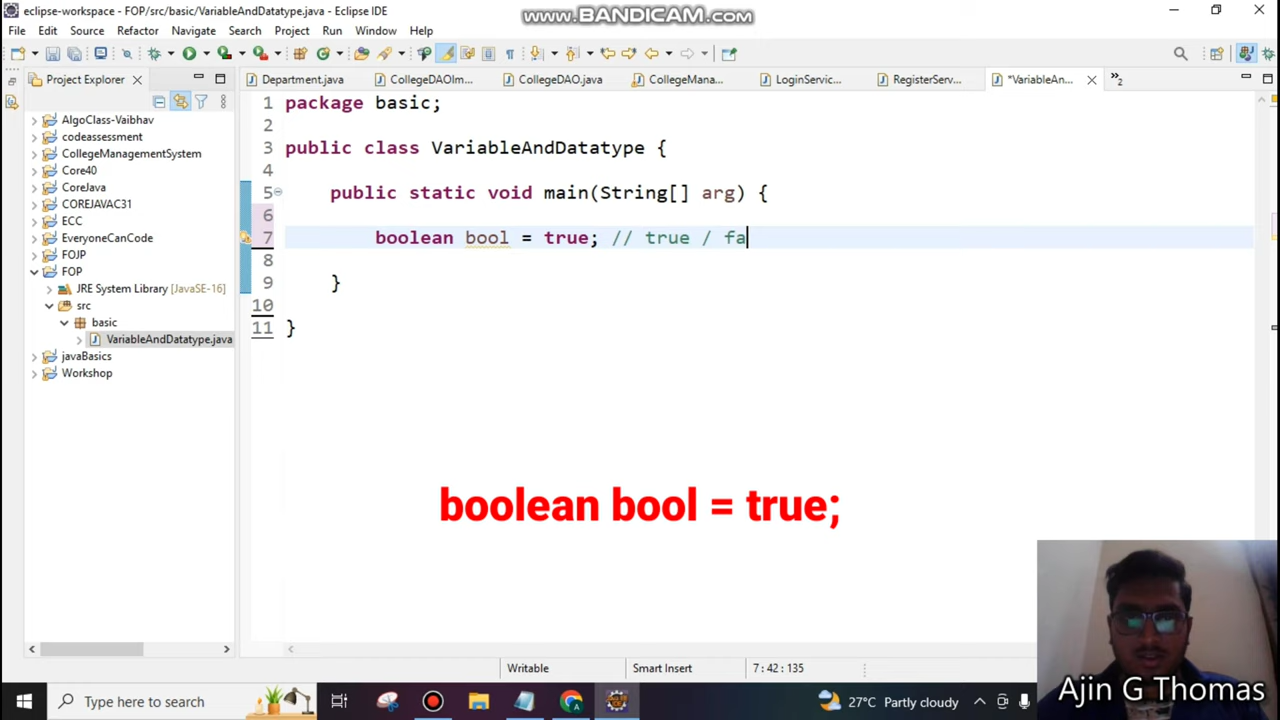 eclipse-workspace - FOP/src/basic/VariableAndDatatype.java - Eclipse IDE
www.BANDICAM.com
File Edit Source Refactor Navigate Search Project Run Window Help
Project Explorer
Department.java
CollegeDAOIm...
CollegeDAO.java
CollegeMana...
LoginServic...
RegisterServ...
*VariableAn...
»2
AlgoClass-Vaibhav
codeassessment
CollegeManagementSystem
Core40
CoreJava
COREJAVAC31
ECC
EveryoneCanCode
FOJP
FOP
JRE System Library [JavaSE-16]
src
basic
VariableAndDatatype.java
javaBasics
Workshop
1 package basic;
2
3 public class VariableAndDatatype {
4
5 public static void main(String[] arg) {
6
7 boolean bool = true; // true / fa
8
9 }
10
11 }
boolean bool = true;
Writable
Smart Insert
7 : 42 : 135
Type here to search
27°C Partly cloudy
Ajin G Thomas